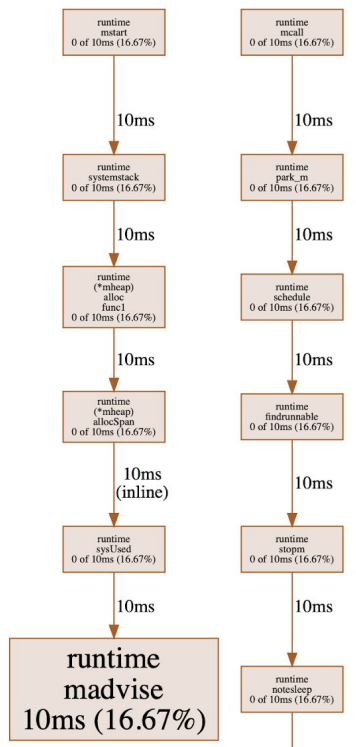 runtime
mstart
0 of 10ms (16.67%)
10ms
runtime
systemstack
0 of 10ms (16.67%)
10ms
runtime
(*mheap)
alloc
func1
0 of 10ms (16.67%)
10ms
runtime
(*mheap)
allocSpan
0 of 10ms (16.67%)
10ms
(inline)
runtime
sysUsed
0 of 10ms (16.67%)
10ms
runtime
madvise
10ms (16.67%)
runtime
mcall
0 of 10ms (16.67%)
10ms
runtime
park_m
0 of 10ms (16.67%)
10ms
runtime
schedule
0 of 10ms (16.67%)
10ms
runtime
findrunnable
0 of 10ms (16.67%)
10ms
runtime
stopm
0 of 10ms (16.67%)
10ms
runtime
notesleep
0 of 10ms (16.67%)